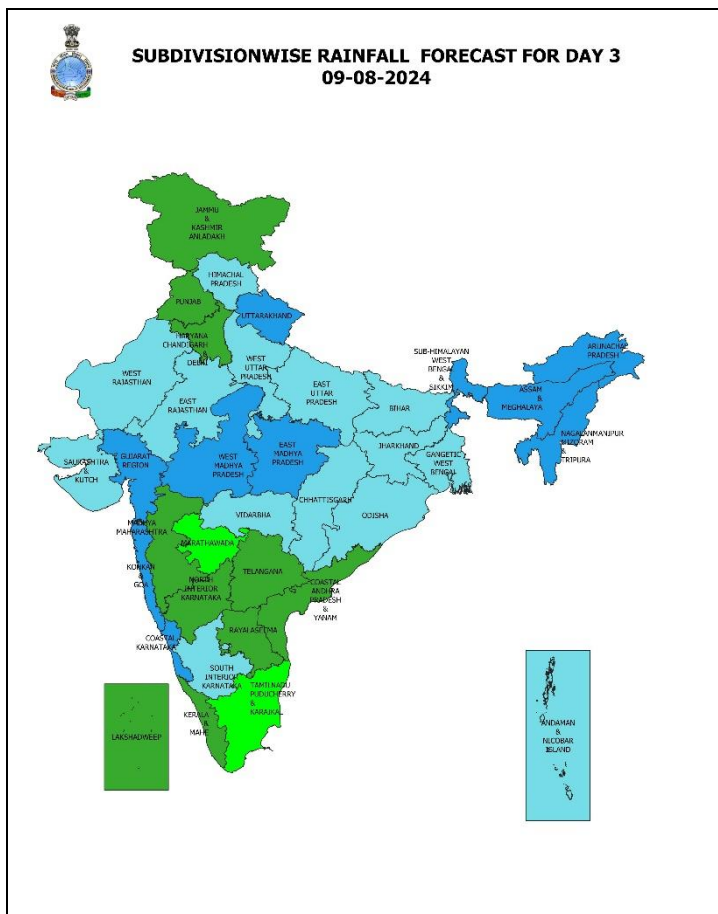 SUBDIVISIONWISE RAINFALL FORECAST FOR DAY 3
09-08-2024
JAMMU
&
KASHMIR
ANLADAKH
HIMACHAL
PRADESH
PUNJAB
UTTARAKHAND
HARYANA
CHANDIGARH
&
DELHI
WEST
UTTAR
PRADESH
WEST
RAJASTHAN
EAST
RAJASTHAN
EAST
UTTAR
PRADESH
SUB-HIMALAYAN
WEST
BENGAL
&
SIKKIM
ARUNACHAL
PRADESH
ASSAM
&
MEGHALAYA
BIHAR
NAGALANMANIPUR
MIZORAM
&
TRIPURA
GUJARAT
REGION
SAURASHTRA
&
KUTCH
WEST
MADHYA
PRADESH
EAST
MADHYA
PRADESH
JHARKHAND
GANGETIC
WEST
BENGAL
CHHATTISGARH
ODISHA
VIDARBHA
MADHYA
MAHARASHTRA
MARATHAWADA
KONKAN
&
GOA
NORTH
INTERIOR
KARNATAKA
TELANGANA
COASTAL
ANDHRA
PRADESH
&
YANAM
RAYALASEEMA
COASTAL
KARNATAKA
SOUTH
INTERIOR
KARNATAKA
TAMILNADU
PUDUCHERRY
&
KARAIKAL
KERALA
&
MAHE
LAKSHADWEEP
ANDAMAN
&
NICOBAR
ISLAND